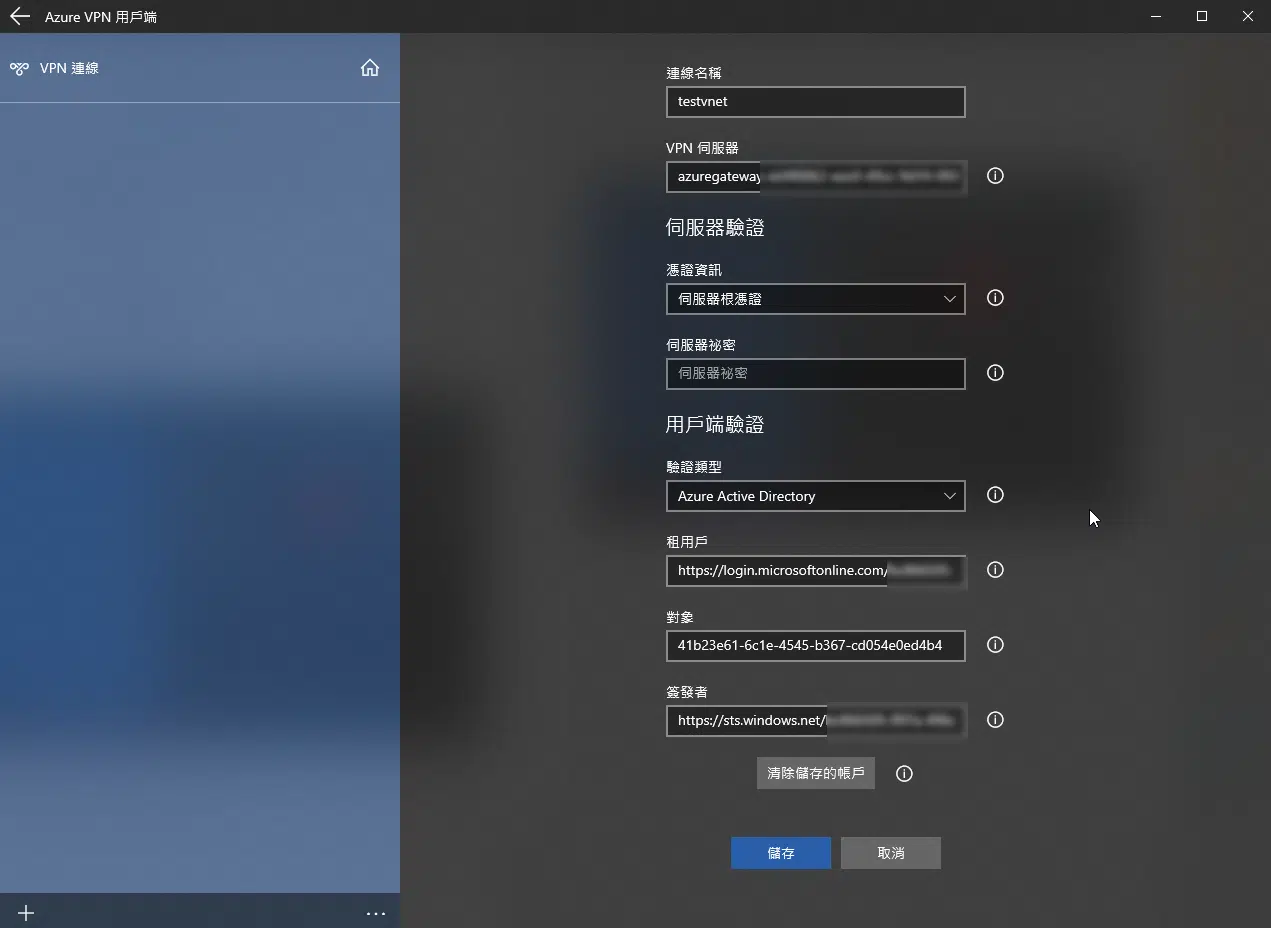 Azure VPN 用戶端
VPN 連線
連線名稱
testvnet
VPN 伺服器
azuregateway
伺服器驗證
憑證資訊
伺服器根憑證
伺服器祕密
伺服器祕密
用戶端驗證
驗證類型
Azure Active Directory
租用戶
https://login.microsoftonline.com/
對象
41b23e61-6c1e-4545-b367-cd054e0ed4b4
簽發者
https://sts.windows.net/
清除儲存的帳戶
儲存
取消